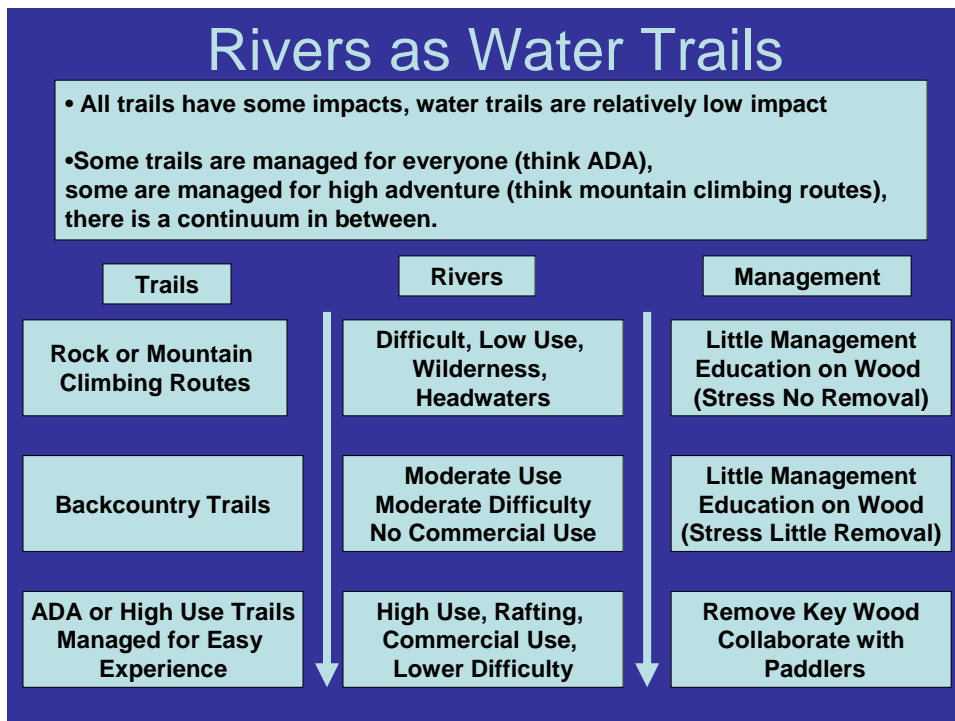 Rivers as Water Trails
• All trails have some impacts, water trails are relatively low impact
•Some trails are managed for everyone (think ADA),
some are managed for high adventure (think mountain climbing routes),
there is a continuum in between.
Trails
Rivers
Management
Rock or Mountain
Climbing Routes
Difficult, Low Use,
Wilderness,
Headwaters
Little Management
Education on Wood
(Stress No Removal)
Backcountry Trails
Moderate Use
Moderate Difficulty
No Commercial Use
Little Management
Education on Wood
(Stress Little Removal)
ADA or High Use Trails
Managed for Easy
Experience
High Use, Rafting,
Commercial Use,
Lower Difficulty
Remove Key Wood
Collaborate with
Paddlers